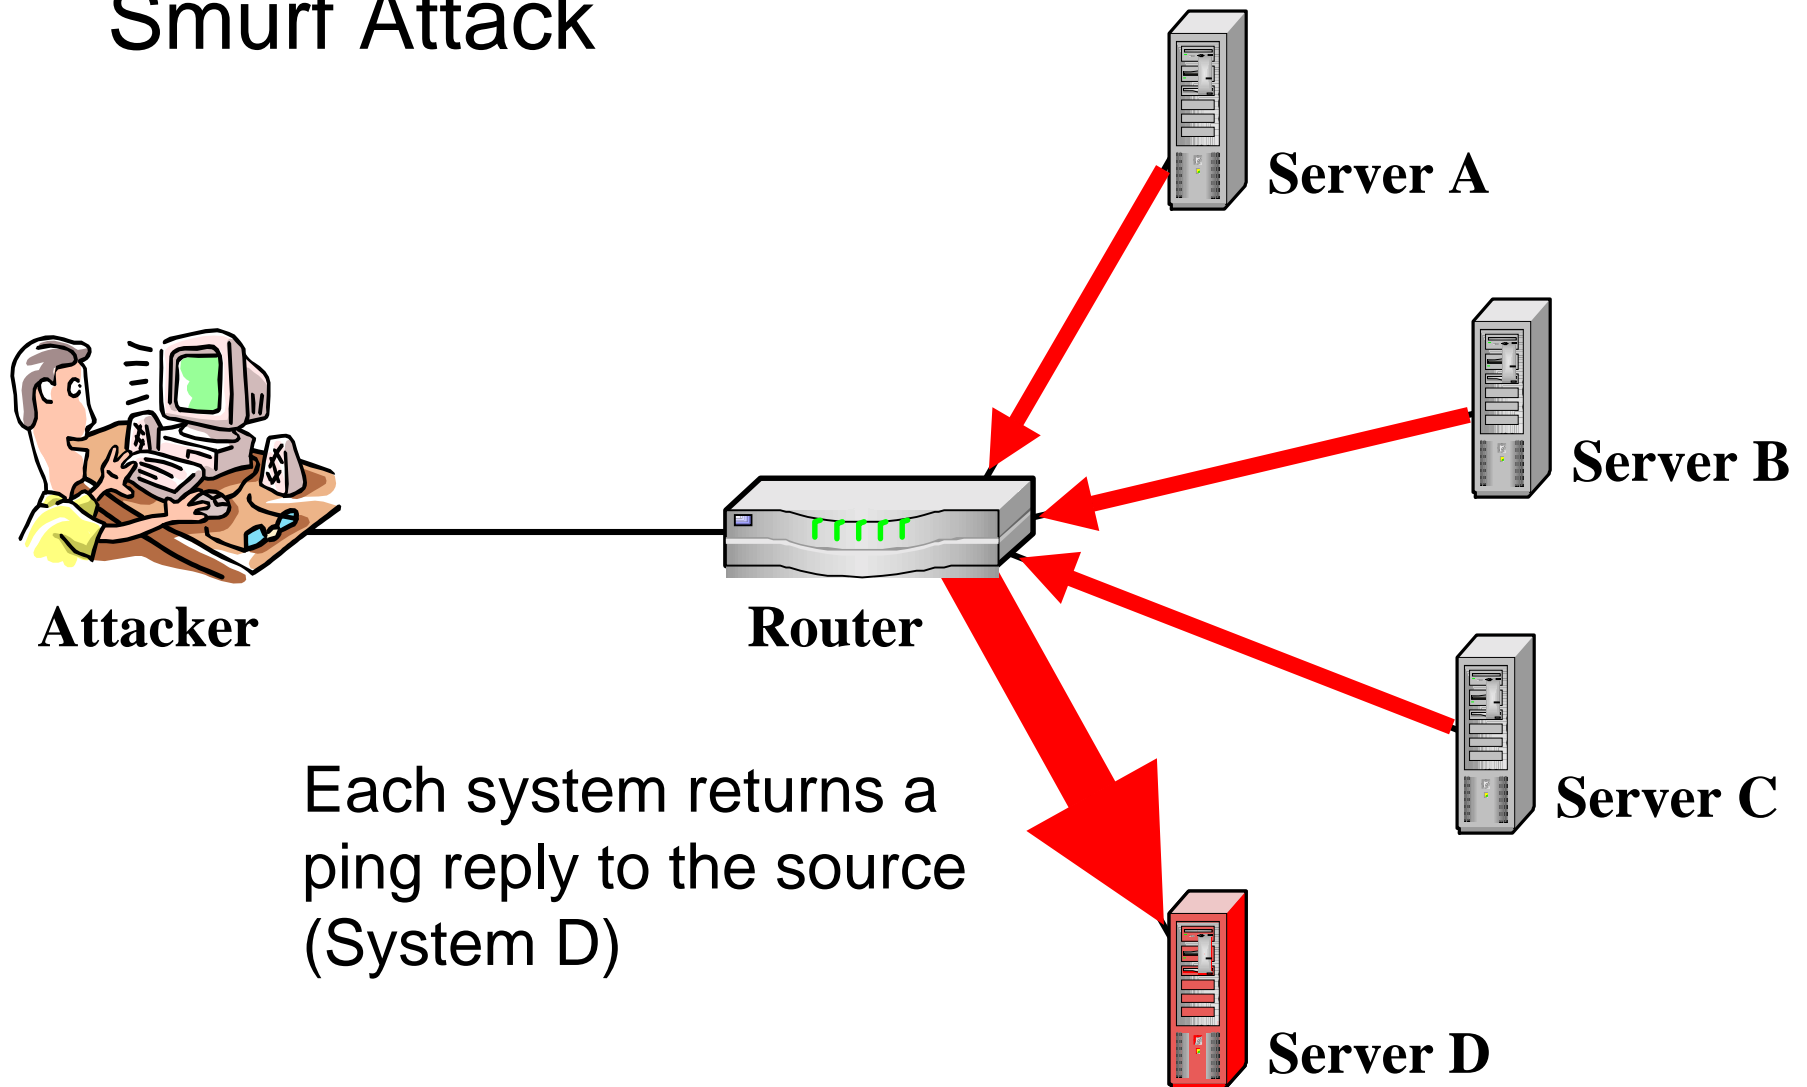 Smurf Attack
Server A
Server B
Attacker
Router
Server C
Each system returns a
ping reply to the source
(System D)
Server D